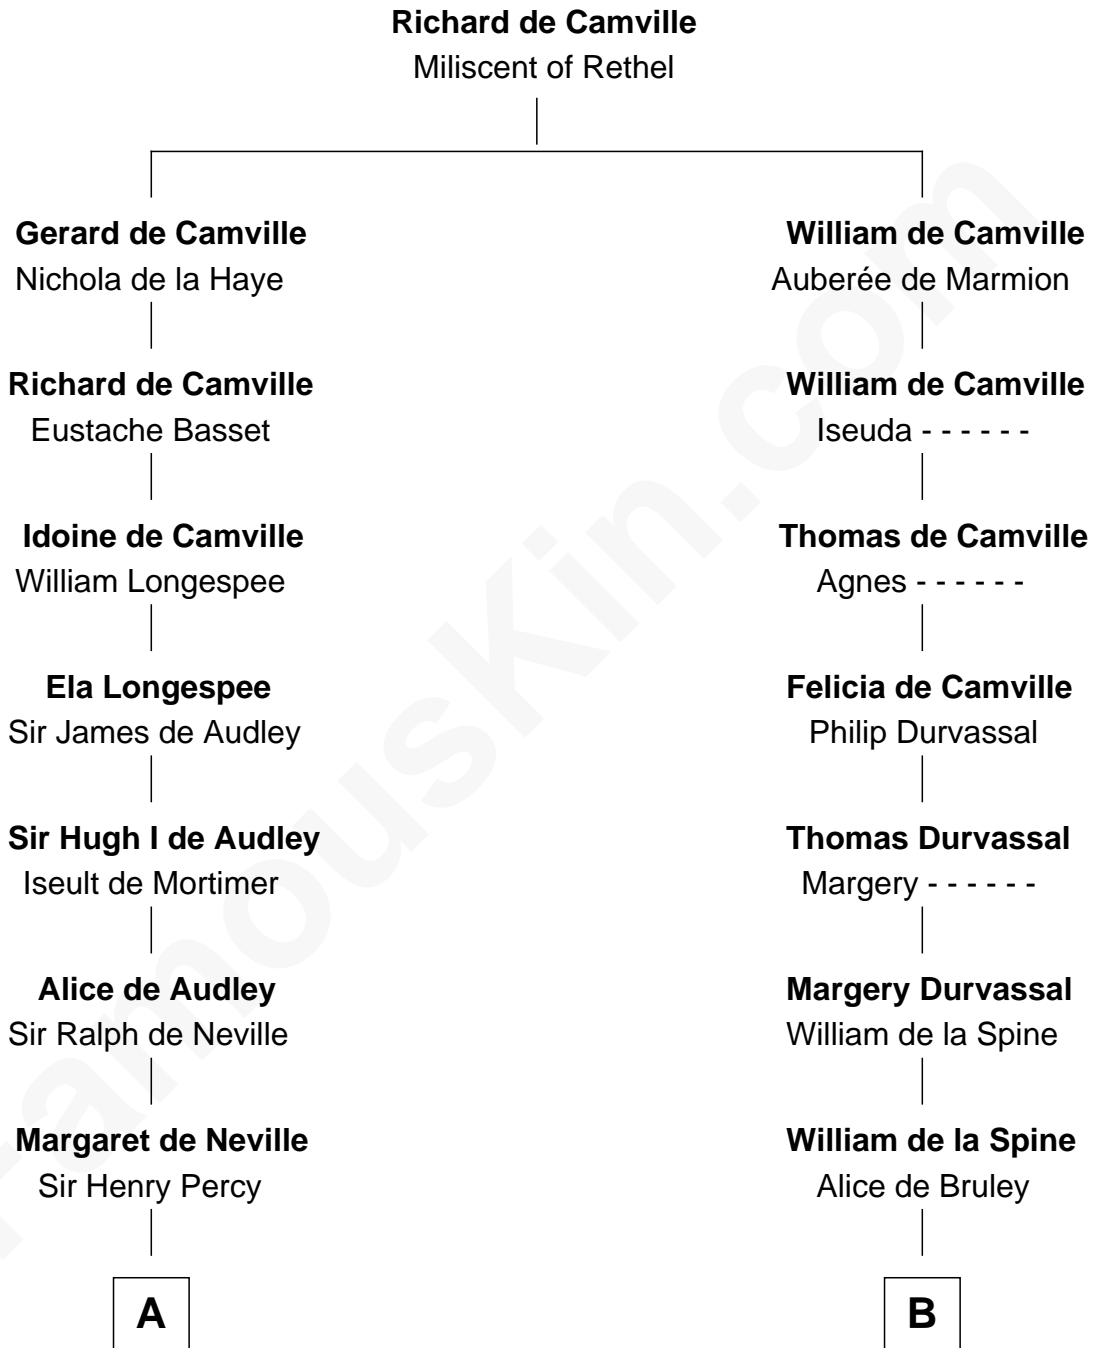 Richard de Camville
Miliscent of Rethel
Gerard de Camville
Nichola de la Haye
William de Camville
Auberée de Marmion
Richard de Camville
Eustache Basset
William de Camville
Iseuda - - - - - -
Idoine de Camville
William Longespee
Thomas de Camville
Agnes - - - - - -
Ela Longespee
Sir James de Audley
Felicia de Camville
Philip Durvassal
Sir Hugh I de Audley
Iseult de Mortimer
Thomas Durvassal
Margery - - - - - -
Alice de Audley
Sir Ralph de Neville
Margery Durvassal
William de la Spine
Margaret de Neville
Sir Henry Percy
William de la Spine
Alice de Bruley
A
B
FamousKin.com